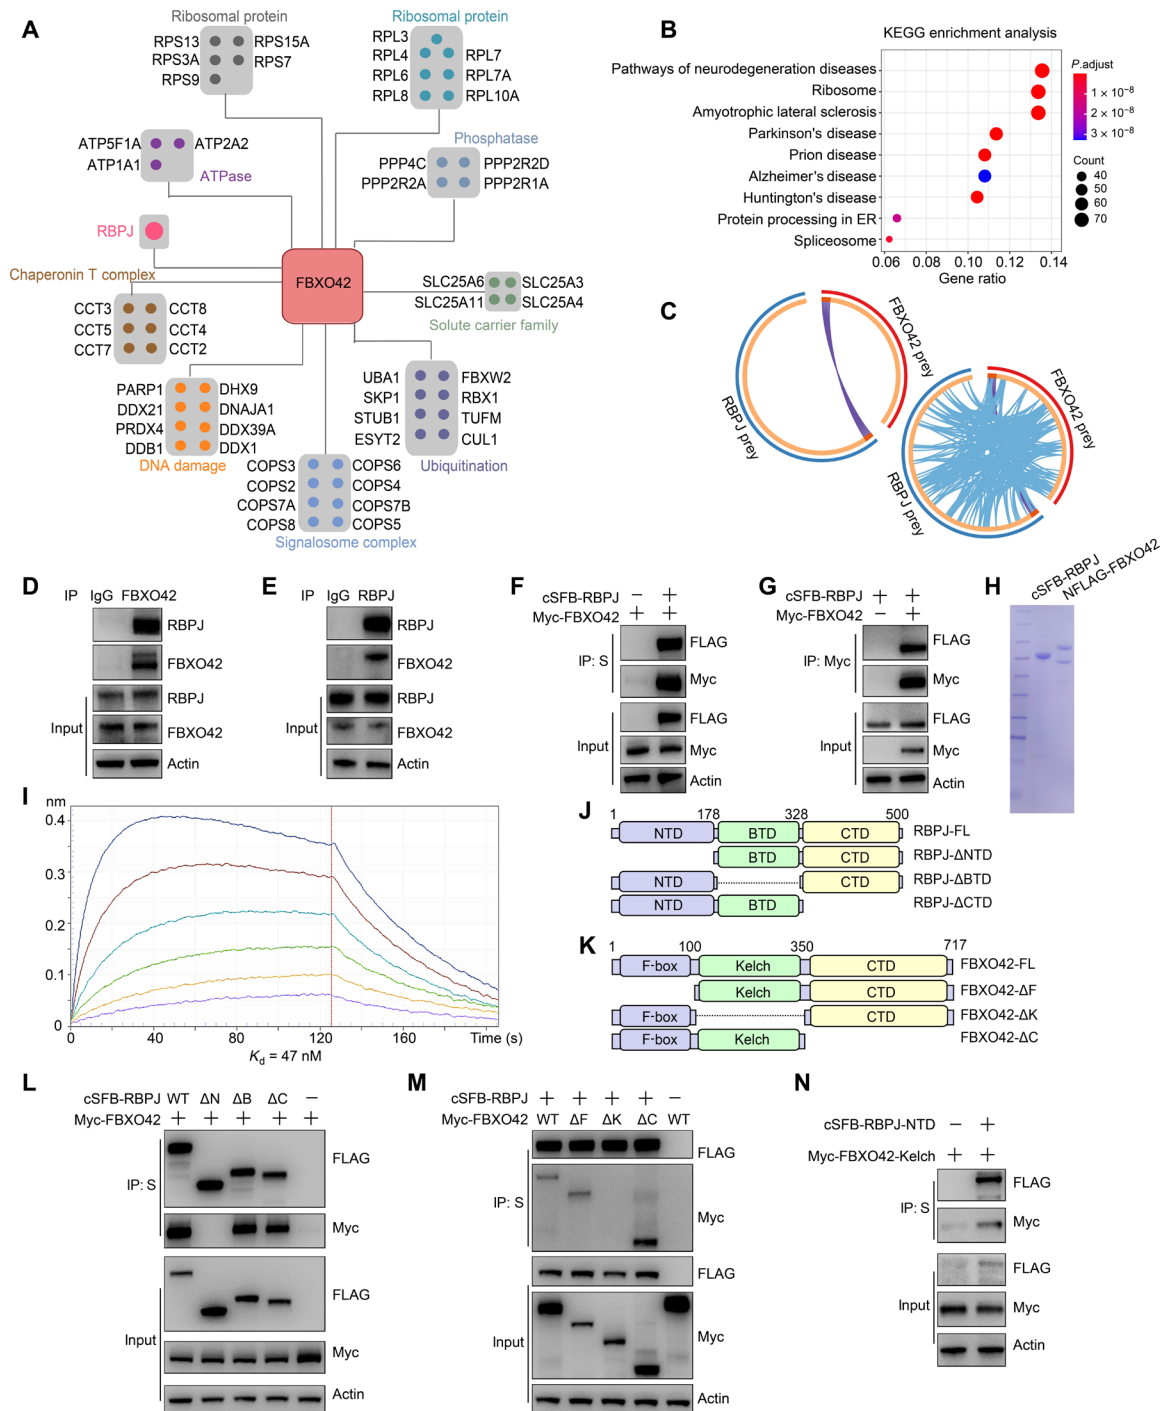 A
Ribosomal protein
RPS13 RPS15A
RPS3A RPS7
RPS9
Ribosomal protein
RPL3
RPL4 RPL7
RPL6 RPL7A
RPL8 RPL10A
ATP5F1A ATP2A2
ATP1A1
ATPase
Phosphatase
PPP4C PPP2R2D
PPP2R2A PPP2R1A
RBPJ
FBXO42
Chaperonin T complex
CCT3 CCT8
CCT5 CCT4
CCT7 CCT2
SLC25A6 SLC25A3
SLC25A11 SLC25A4
Solute carrier family
PARP1 DHX9
DDX21 DNAJA1
PRDX4 DDX39A
DDB1 DDX1
DNA damage
UBA1 FBXW2
SKP1 RBX1
STUB1 TUFM
ESYT2 CUL1
Ubiquitination
COPS3 COPS6
COPS2 COPS4
COPS7A COPS7B
COPS8 COPS5
Signalosome complex
B
KEGG enrichment analysis
Pathways of neurodegeneration diseases
Ribosome
Amyotrophic lateral sclerosis
Parkinson's disease
Prion disease
Alzheimer's disease
Huntington's disease
Protein processing in ER
Spliceosome
0.06 0.08 0.10 0.12 0.14
Gene ratio
P.adjust
1 × 10⁻⁸
2 × 10⁻⁸
3 × 10⁻⁸
Count
40
50
60
70
C
FBXO42 prey
RBPJ prey
FBXO42 prey
RBPJ prey
D
IP IgG FBXO42
RBPJ
FBXO42
RBPJ
Input
FBXO42
Actin
E
IP IgG RBPJ
RBPJ
FBXO42
RBPJ
Input
FBXO42
Actin
F
cSFB-RBPJ − +
Myc-FBXO42 + +
FLAG
IP: S
Myc
FLAG
Input
Myc
Actin
G
cSFB-RBPJ + +
Myc-FBXO42 − +
FLAG
IP: Myc
Myc
FLAG
Input
Myc
Actin
H
cSFB-RBPJ
NFLAG-FBXO42
I
nm
0.4
0.3
0.2
0.1
0
0 40 80 120 160 Time (s)
Kd = 47 nM
J
1 178 328 500
NTD BTD CTD RBPJ-FL
BTD CTD RBPJ-ΔNTD
NTD CTD RBPJ-ΔBTD
NTD BTD RBPJ-ΔCTD
K
1 100 350 717
F-box Kelch CTD FBXO42-FL
Kelch CTD FBXO42-ΔF
F-box CTD FBXO42-ΔK
F-box Kelch FBXO42-ΔC
L
cSFB-RBPJ WT ΔN ΔB ΔC −
Myc-FBXO42 + + + + +
FLAG
IP: S
Myc
FLAG
Input
Myc
Actin
M
cSFB-RBPJ + + + + −
Myc-FBXO42 WT ΔF ΔK ΔC WT
FLAG
IP: S
Myc
FLAG
Input
Myc
Actin
N
cSFB-RBPJ-NTD − +
Myc-FBXO42-Kelch + +
FLAG
IP: S
Myc
FLAG
Input
Myc
Actin